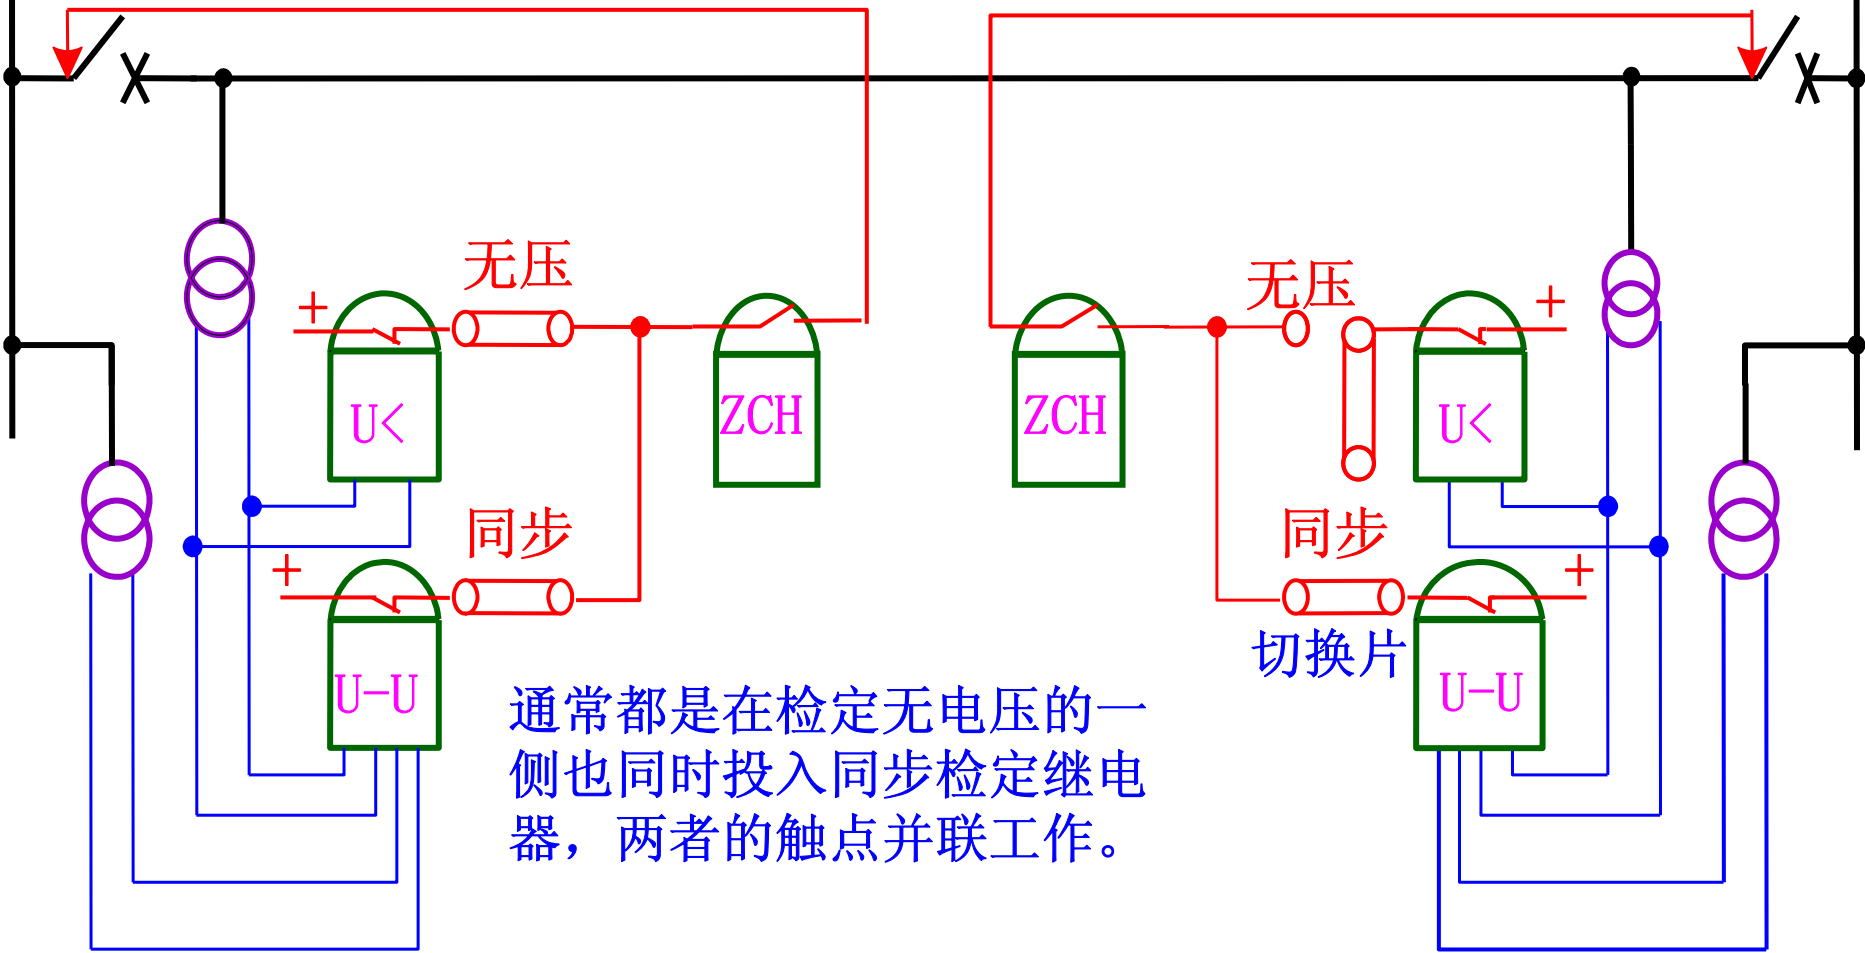 无压
无压
+
+
U<
ZCH
ZCH
U<
同步
同步
+
+
切换片
U-U
U-U
通常都是在检定无电压的一
侧也同时投入同步检定继电
器，两者的触点并联工作。